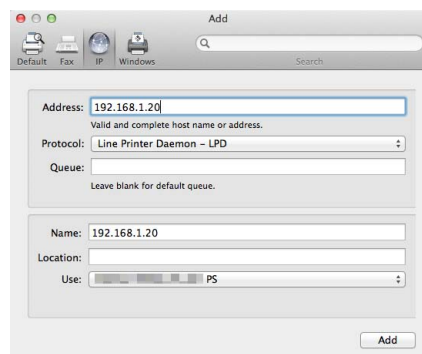 Add
Default Fax IP Windows
Search
Address: 192.168.1.20
Valid and complete host name or address.
Protocol: Line Printer Daemon – LPD
Queue:
Leave blank for default queue.
Name: 192.168.1.20
Location:
Use: PS
Add